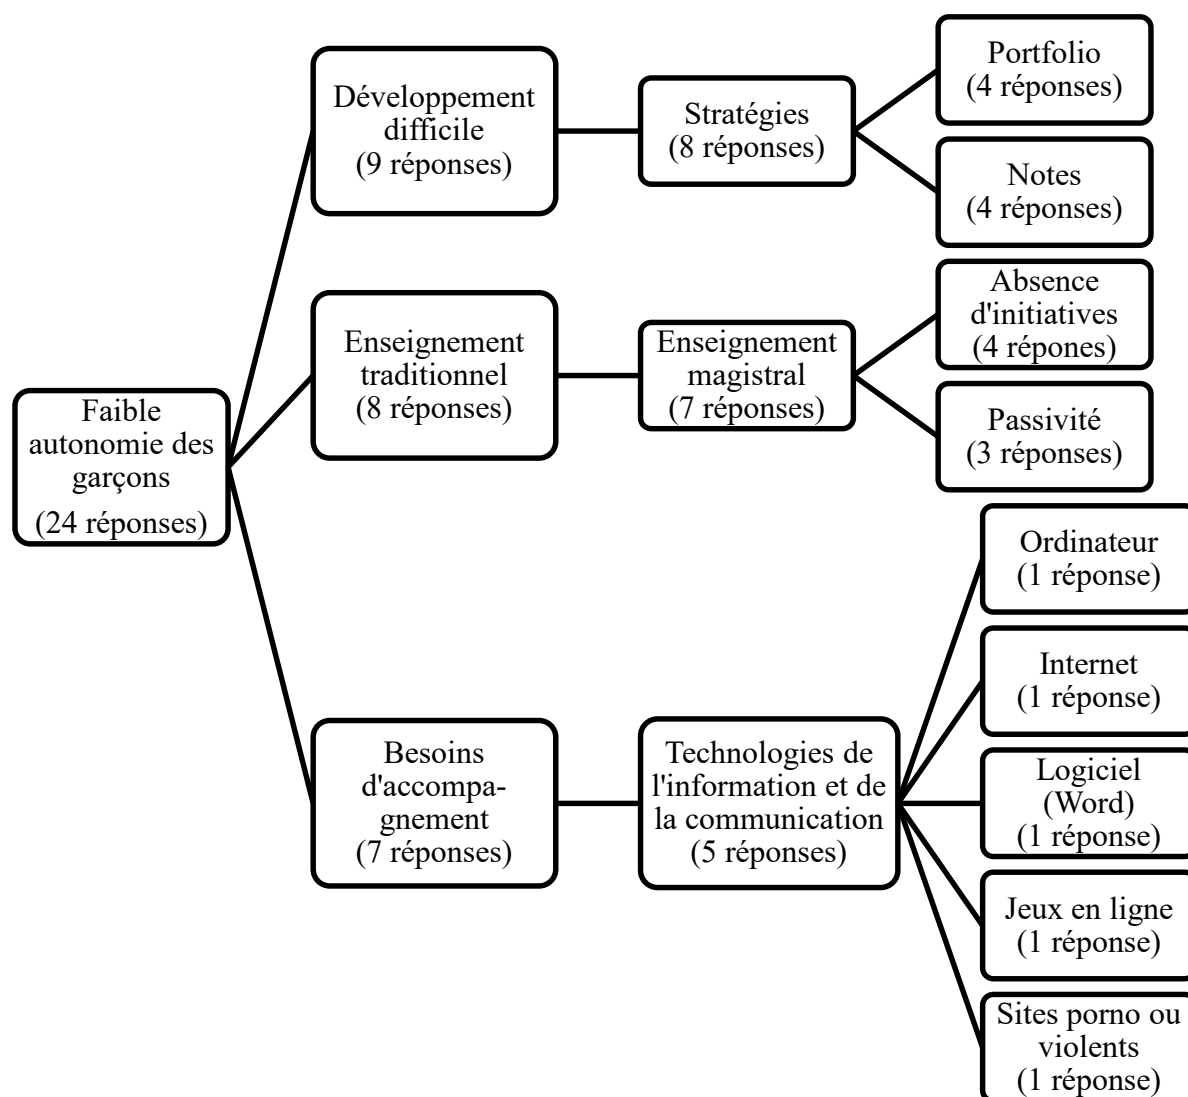 Faible
autonomie des
garçons
(24 réponses)
Développement
difficile
(9 réponses)
Stratégies
(8 réponses)
Portfolio
(4 réponses)
Notes
(4 réponses)
Enseignement
traditionnel
(8 réponses)
Enseignement
magistral
(7 réponses)
Absence
d'initiatives
(4 répones)
Passivité
(3 réponses)
Besoins
d'accompa-
gnement
(7 réponses)
Technologies de
l'information et de
la communication
(5 réponses)
Ordinateur
(1 réponse)
Internet
(1 réponse)
Logiciel
(Word)
(1 réponse)
Jeux en ligne
(1 réponse)
Sites porno ou
violents
(1 réponse)